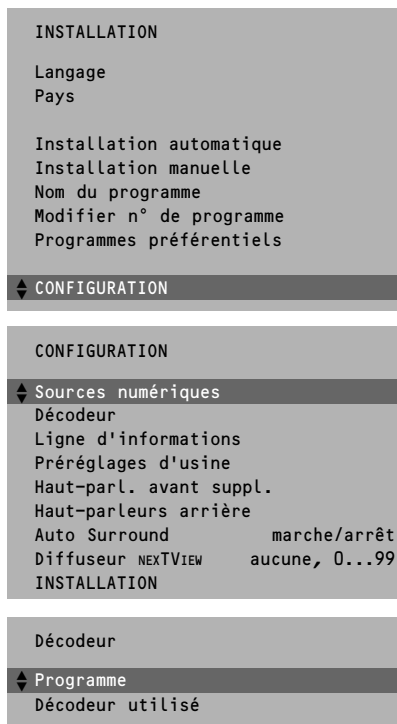 INSTALLATION
Langage
Pays
Installation automatique
Installation manuelle
Nom du programme
Modifier n° de programme
Programmes préférentiels
CONFIGURATION
CONFIGURATION
Sources numériques
Décodeur
Ligne d'informations
Préréglages d'usine
Haut-parl. avant suppl.
Haut-parleurs arrière
Auto Surround marche/arrêt
Diffuseur NEXTVIEW aucune, 0...99
INSTALLATION
Décodeur
Programme
Décodeur utilisé